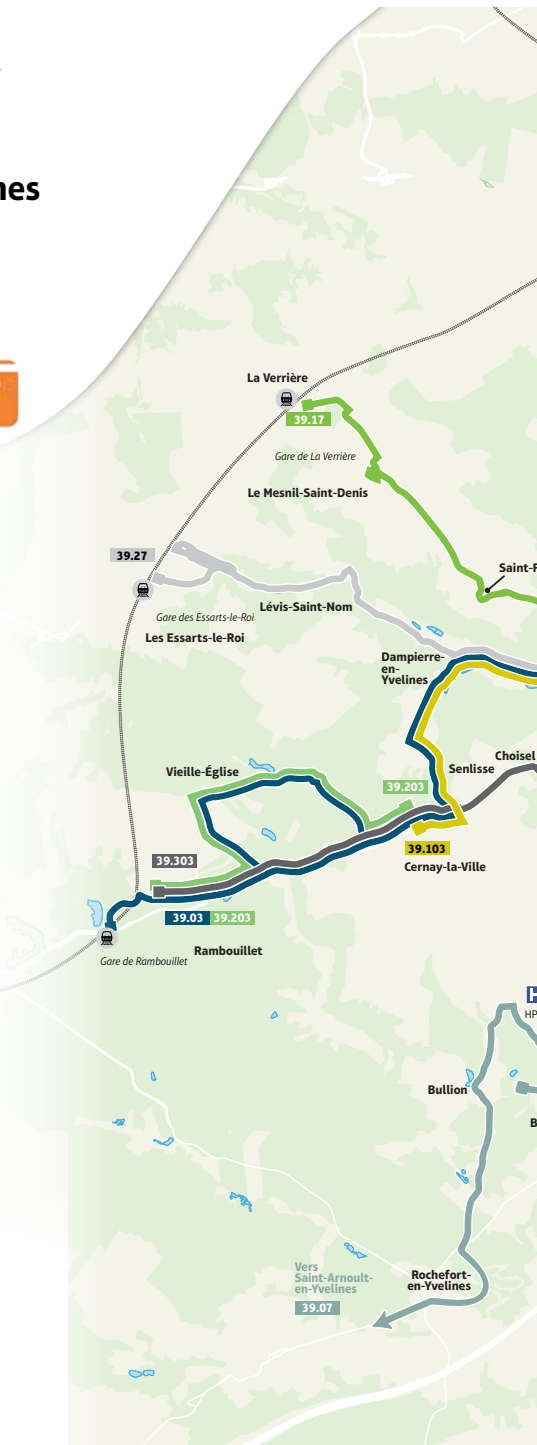 La Verrière
39.17
Gare de La Verrière
Le Mesnil-Saint-Denis
39.27
Saint-
Gare des Essarts-le-Roi
Lévis-Saint-Nom
Les Essarts-le-Roi
Dampierre-
en-
Yvelines
Choisel
Senlisse
Vieille-Église
39.203
39.103
39.303
Cernay-la-Ville
39.03 39.203
Rambouillet
Gare de Rambouillet
H
HP
Bullion
B
Vers
Saint-Arnoult-
en-Yvelines
39.07
Rochefort-
en-Yvelines